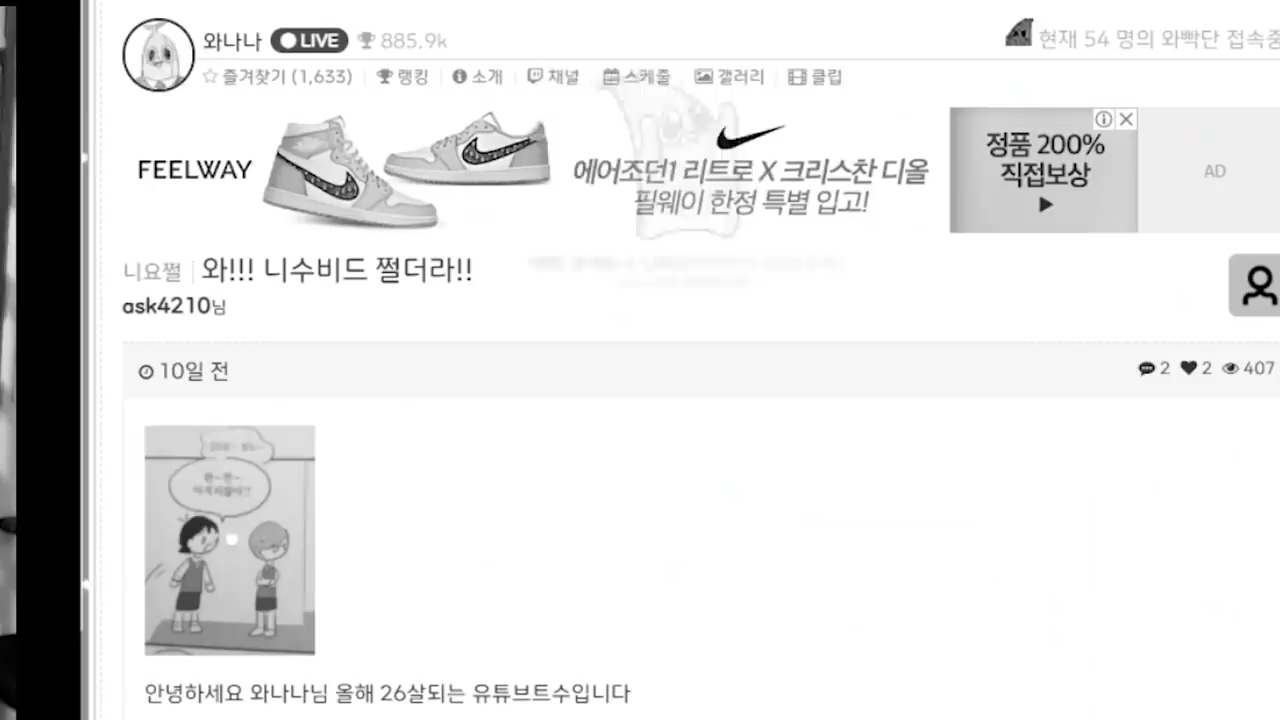 와나나 LIVE 885.9k
현재 54 명의 와빡단 접속중
즐겨찾기 (1,633) 랭킹 소개 채널 스케줄 갤러리 클립
FEELWAY
에어조던1 리트로 X 크리스찬 디올
필웨이 한정 특별 입고!
정품 200%
직접보상
AD
니요쩔 와!!! 니수비드 쩔더라!!
ask4210님
10일 전
2 2 407
안녕하세요 와나나님 올해 26살되는 유튜브트수입니다